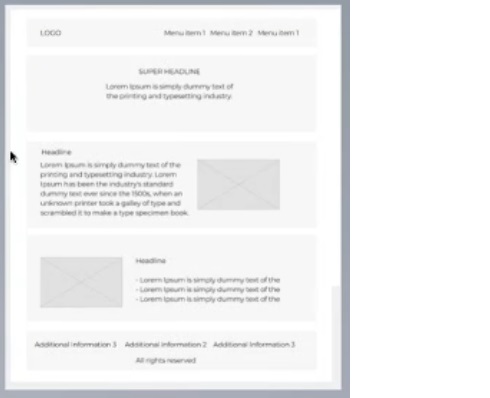 LOGO Menu item 1 Menu item 2 Menu item 1
SUPER HEADLINE
Lorem Ipsum is simply dummy text of
the printing and typesetting industry.
Headline
Lorem Ipsum is simply dummy text of the
printing and typesetting industry. Lorem
Ipsum has been the industry's standard
dummy text ever since the 1500s, when an
unknown printer took a galley of type and
scrambled it to make a type specimen book.
Headline
- Lorem Ipsum is simply dummy text of the
- Lorem Ipsum is simply dummy text of the
- Lorem Ipsum is simply dummy text of the
Additional Information 3 Additional Information 2 Additional Information 3
All rights reserved